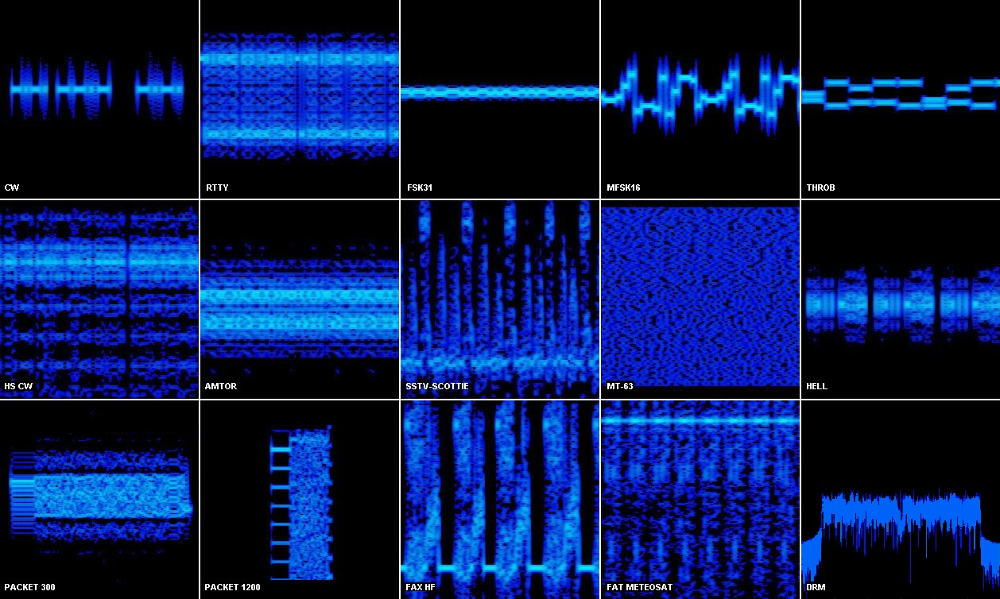 CW
RTTY
FSK31
MFSK16
THROB
HS CW
AMTOR
SSTV-SCOTTIE
MT-63
HELL
PACKET 300
PACKET 1200
FAX HF
FAT METEOSAT
DRM